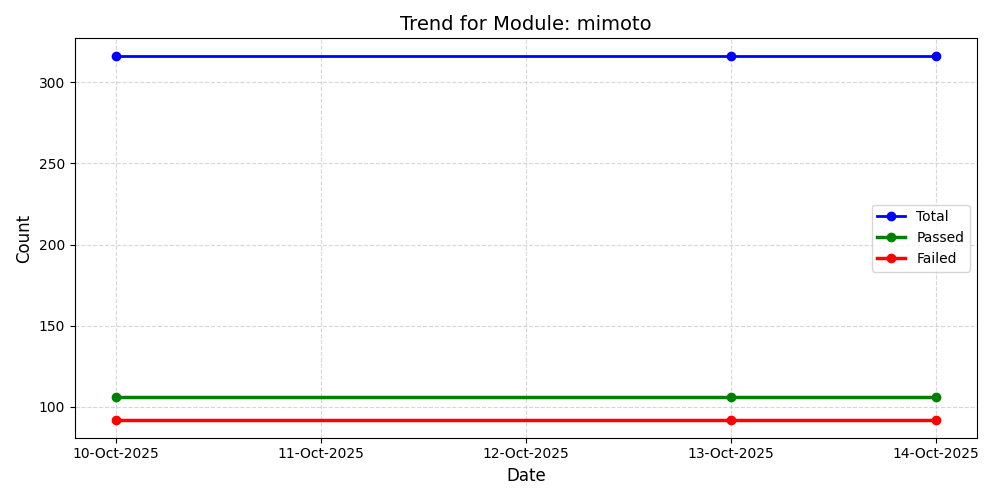 Trend for Module: mimoto
Count
300
250
200
150
100
Total
Passed
Failed
10-Oct-2025
11-Oct-2025
12-Oct-2025
13-Oct-2025
14-Oct-2025
Date